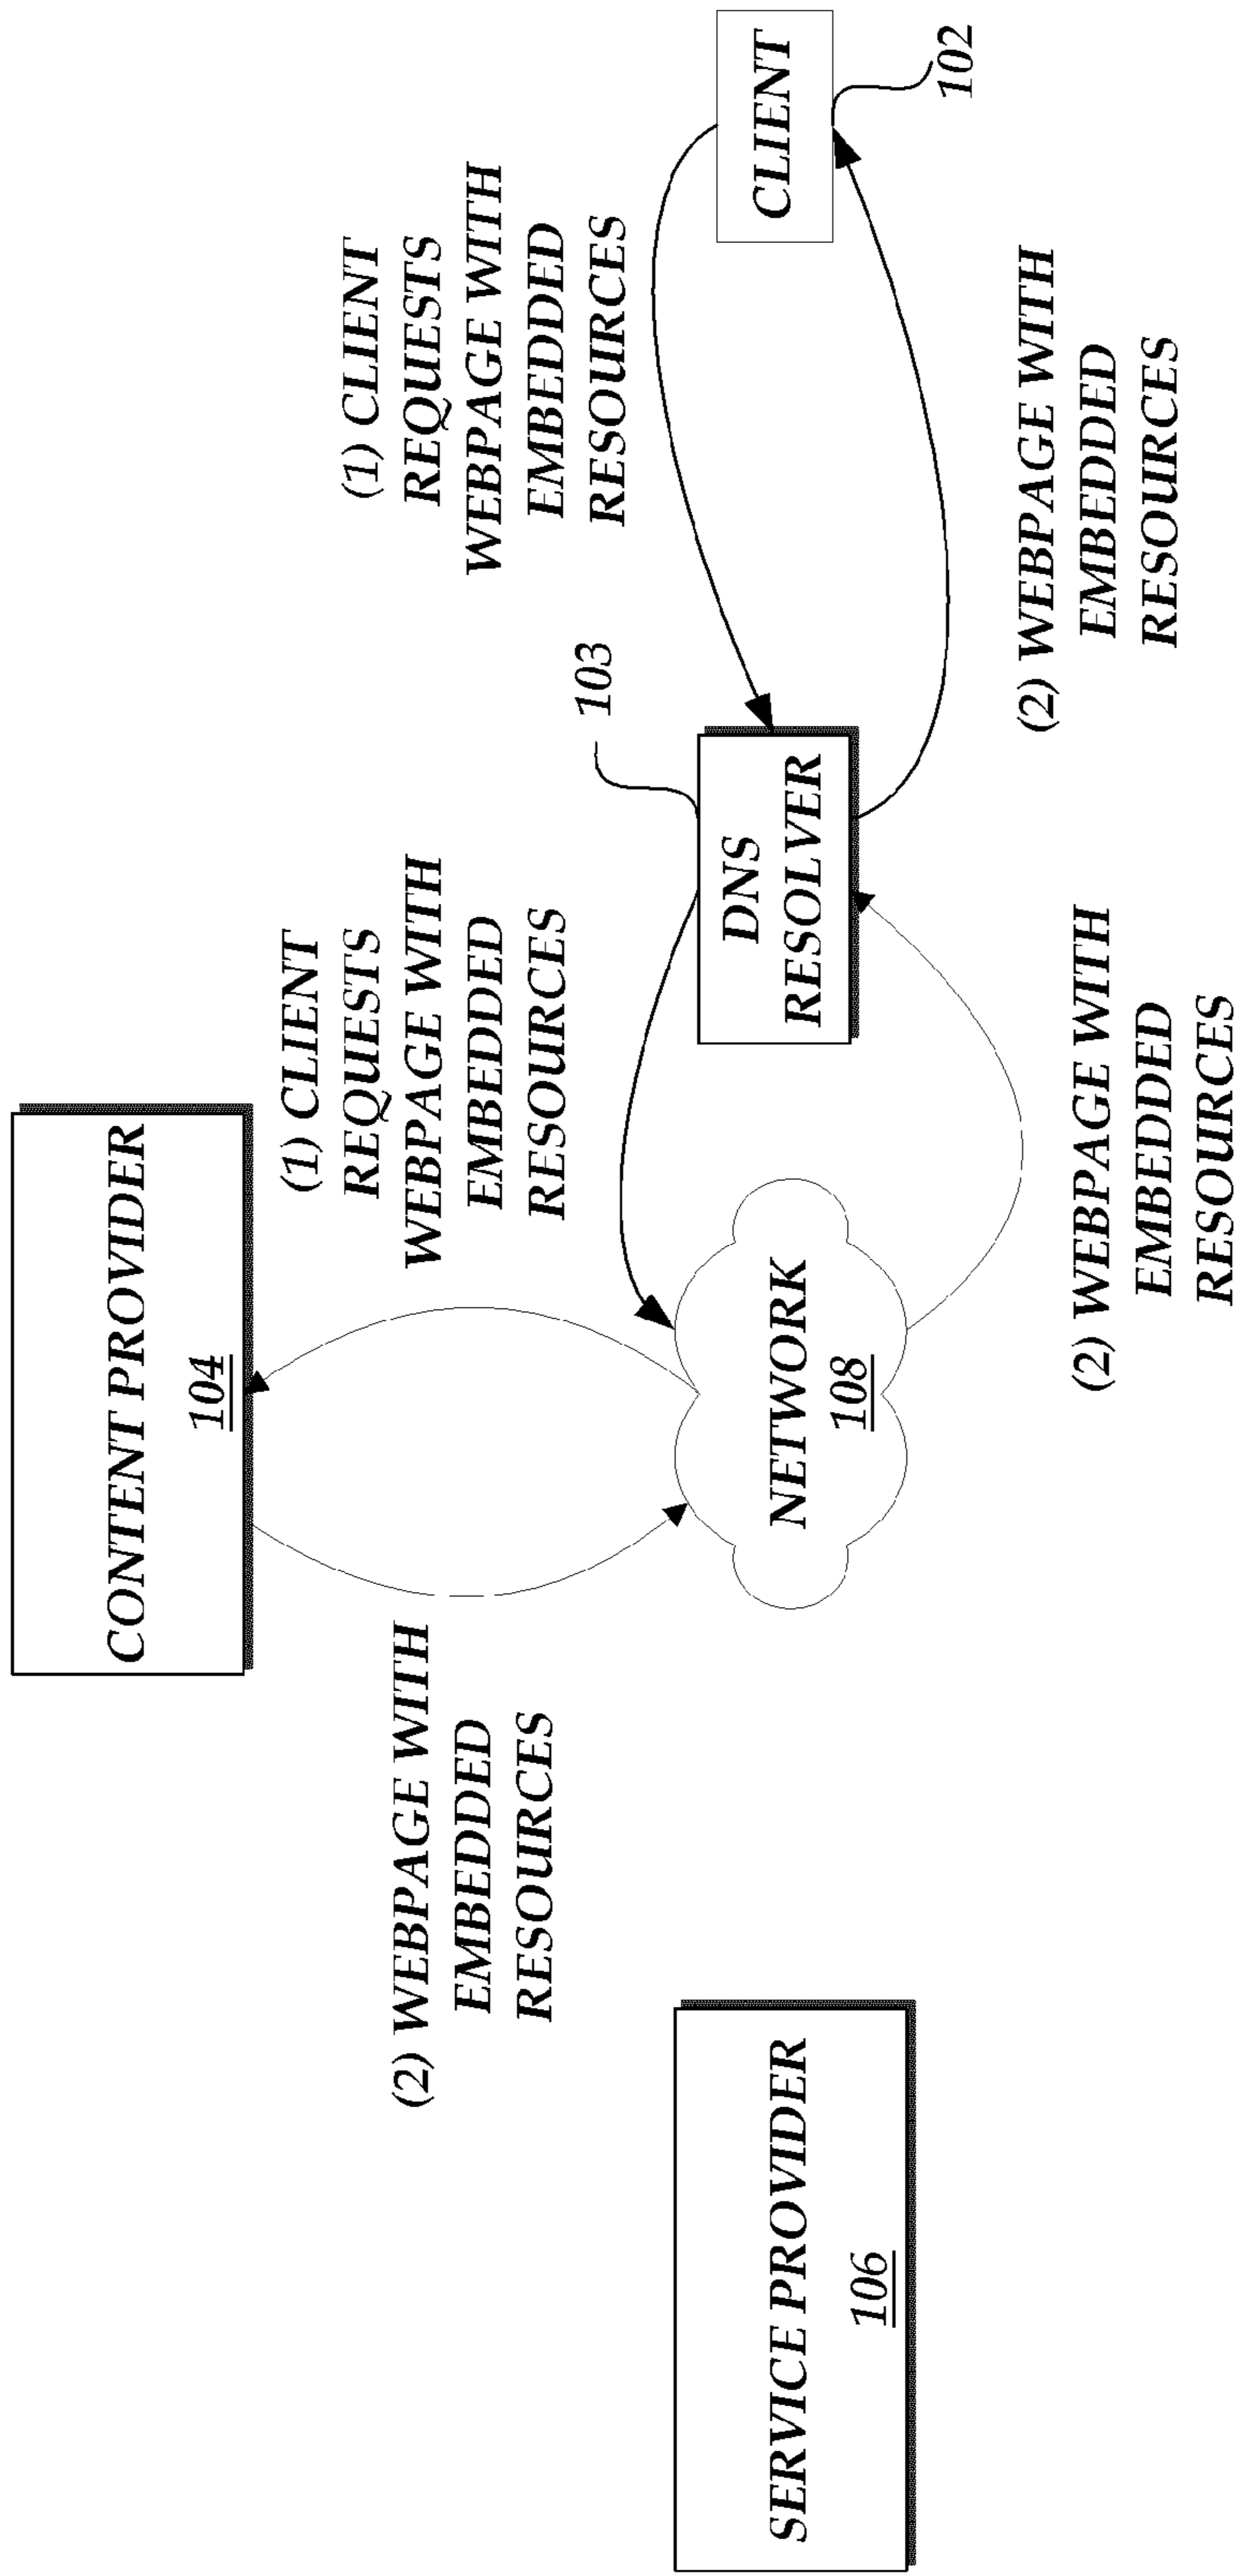 CONTENT PROVIDER
104
(1) CLIENT
REQUESTS
WEBPAGE WITH
EMBEDDED
RESOURCES
(1) CLIENT
REQUESTS
WEBPAGE WITH
EMBEDDED
RESOURCES
(2) WEBPAGE WITH
EMBEDDED
RESOURCES
103
SERVICE PROVIDER
106
NETWORK
108
DNS
RESOLVER
CLIENT
102
(2) WEBPAGE WITH
EMBEDDED
RESOURCES
(2) WEBPAGE WITH
EMBEDDED
RESOURCES